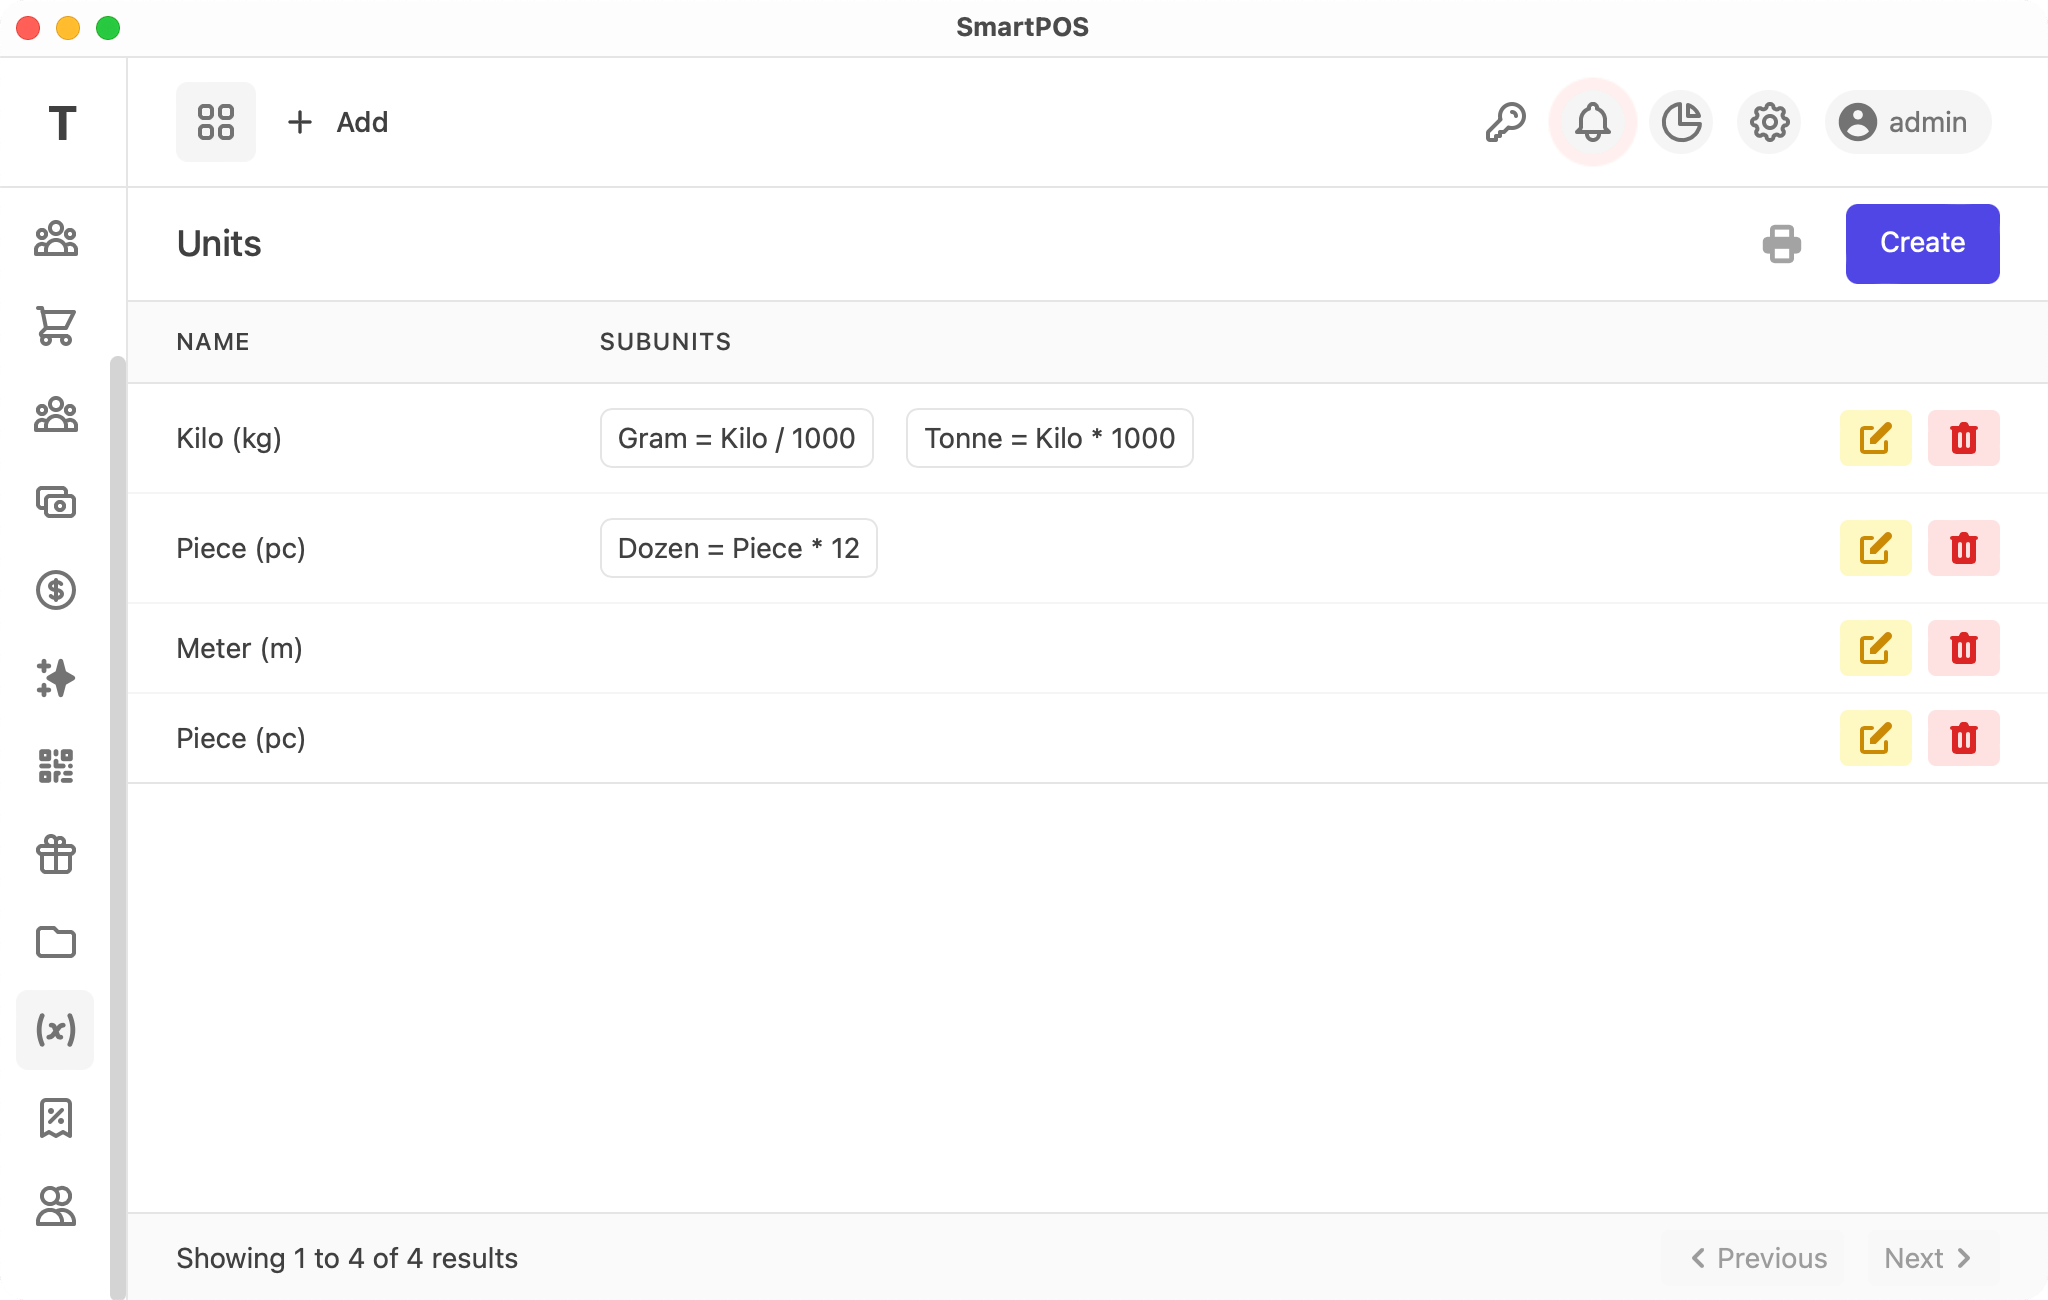 SmartPOS
T
Add
admin
Units
Create
NAME SUBUNITS
Kilo (kg) Gram = Kilo / 1000 Tonne = Kilo * 1000
Piece (pc) Dozen = Piece * 12
Meter (m)
Piece (pc)
(x)
Showing 1 to 4 of 4 results
Previous Next